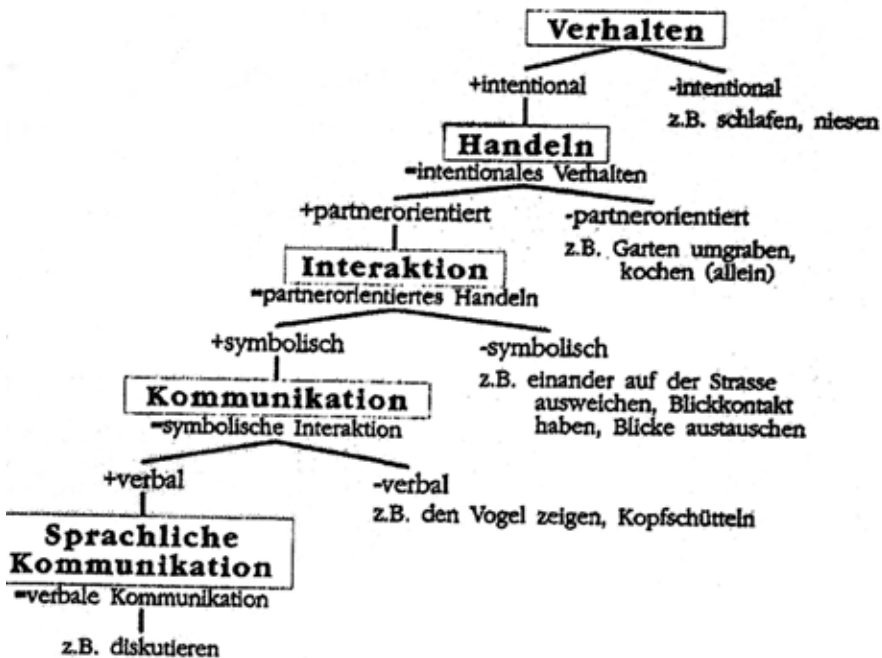 Verhalten
+intentional
-intentional
z.B. schlafen, niesen
Handeln
=intentionales Verhalten
+partnerorientiert
-partnerorientiert
z.B. Garten umgraben,
kochen (allein)
Interaktion
=partnerorientiertes Handeln
+symbolisch
-symbolisch
z.B. einander auf der Strasse
ausweichen, Blickkontakt
haben, Blicke austauschen
Kommunikation
=symbolische Interaktion
+verbal
-verbal
z.B. den Vogel zeigen, Kopfschütteln
Sprachliche
Kommunikation
=verbale Kommunikation
z.B. diskutieren